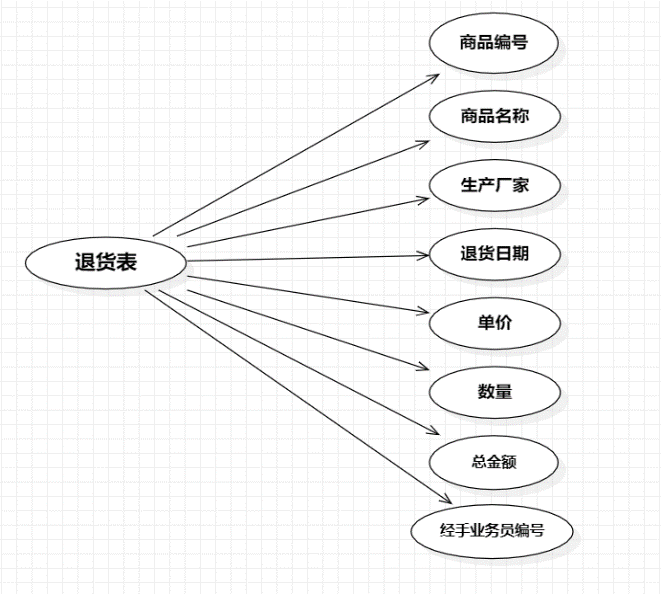 商品编号
商品名称
生产厂家
退货表
退货日期
单价
数量
总金额
经手业务员编号